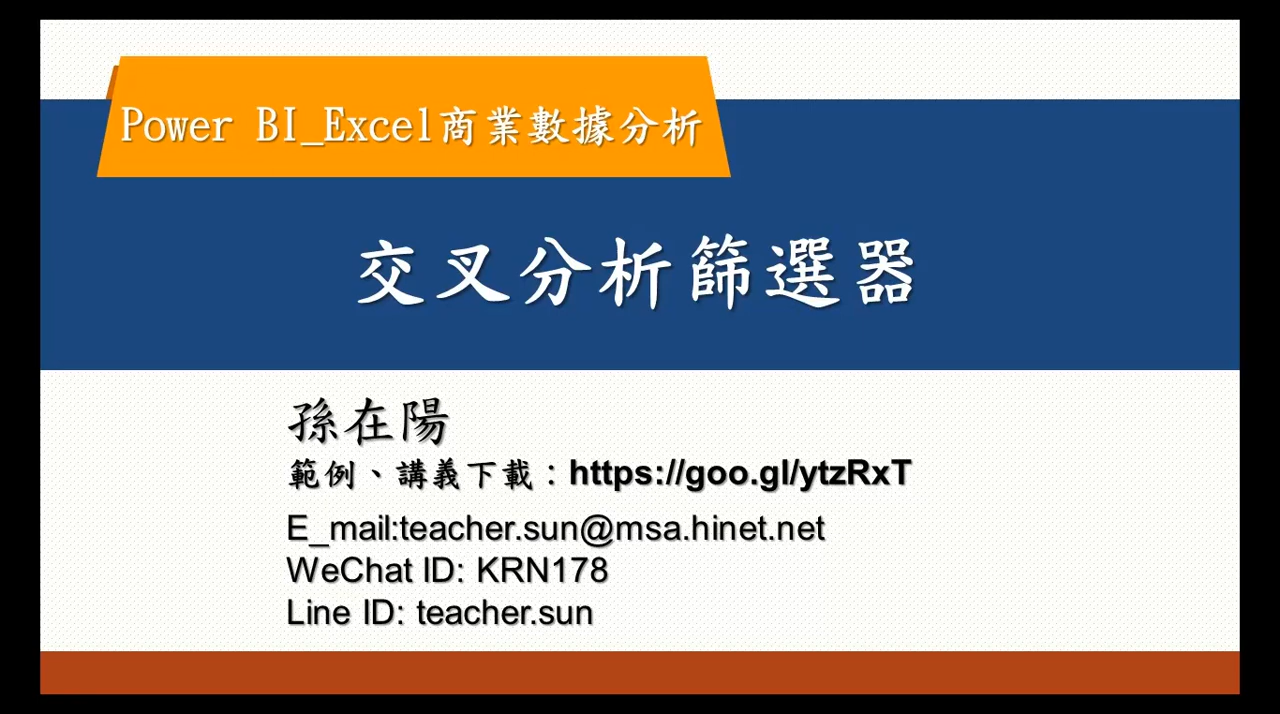 Power BI_Excel商業數據分析
交叉分析篩選器
孫在陽
範例、講義下載：https://goo.gl/ytzRxT
E_mail:teacher.sun@msa.hinet.net
WeChat ID: KRN178
Line ID: teacher.sun